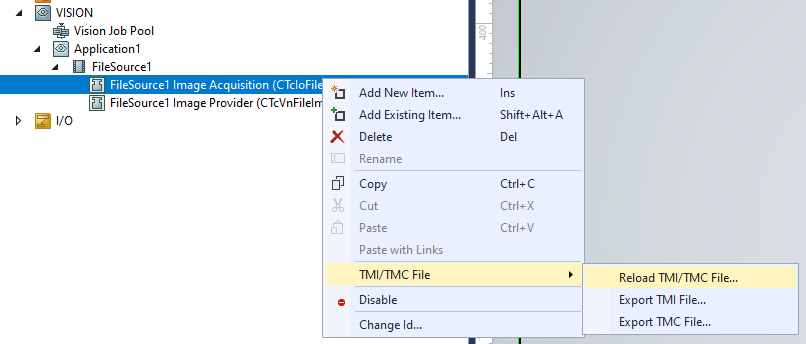 VISION
Vision Job Pool
Application1
FileSource1
FileSource1 Image Acquisition (CTcIoFile
FileSource1 Image Provider (CTcVnFileIm
I/O
Add New Item... Ins
Add Existing Item... Shift+Alt+A
Delete Del
Rename
Copy Ctrl+C
Cut Ctrl+X
Paste Ctrl+V
Paste with Links
TMI/TMC File
Disable
Change Id...
Reload TMI/TMC File...
Export TMI File...
Export TMC File...
400